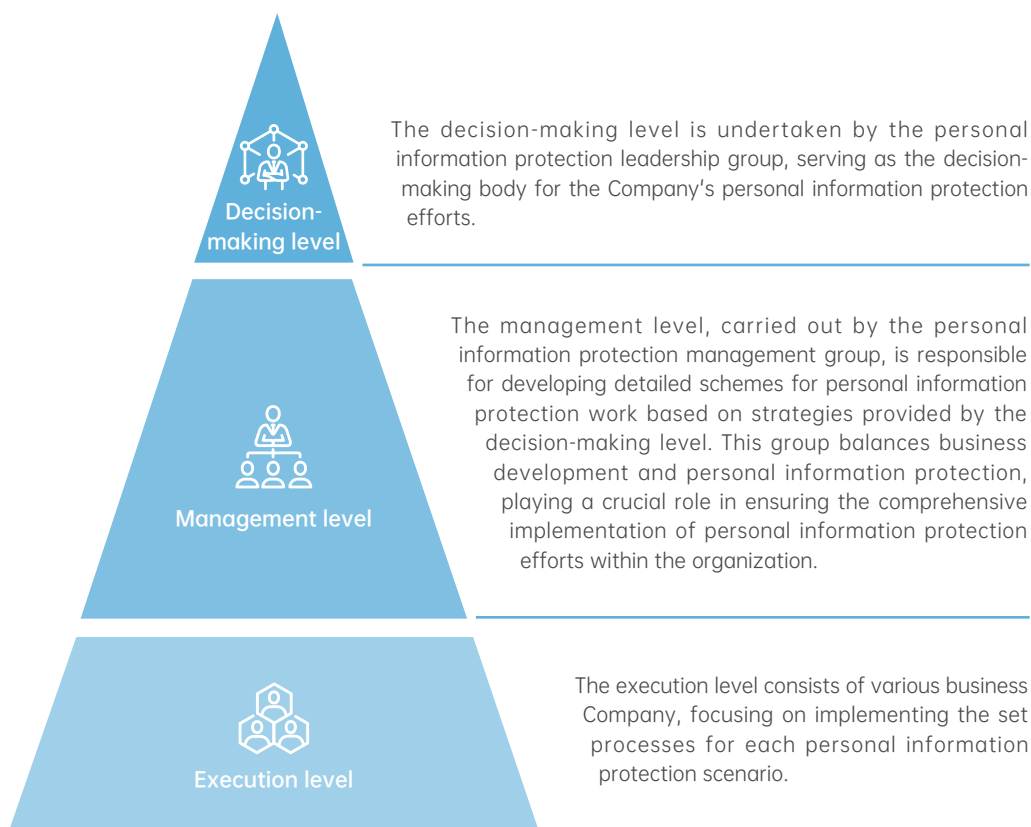 Decision-
making level
The decision-making level is undertaken by the personal
information protection leadership group, serving as the decision-
making body for the Company's personal information protection
efforts.
Management level
The management level, carried out by the personal
information protection management group, is responsible
for developing detailed schemes for personal information
protection work based on strategies provided by the
decision-making level. This group balances business
development and personal information protection,
playing a crucial role in ensuring the comprehensive
implementation of personal information protection
efforts within the organization.
Execution level
The execution level consists of various business
Company, focusing on implementing the set
processes for each personal information
protection scenario.